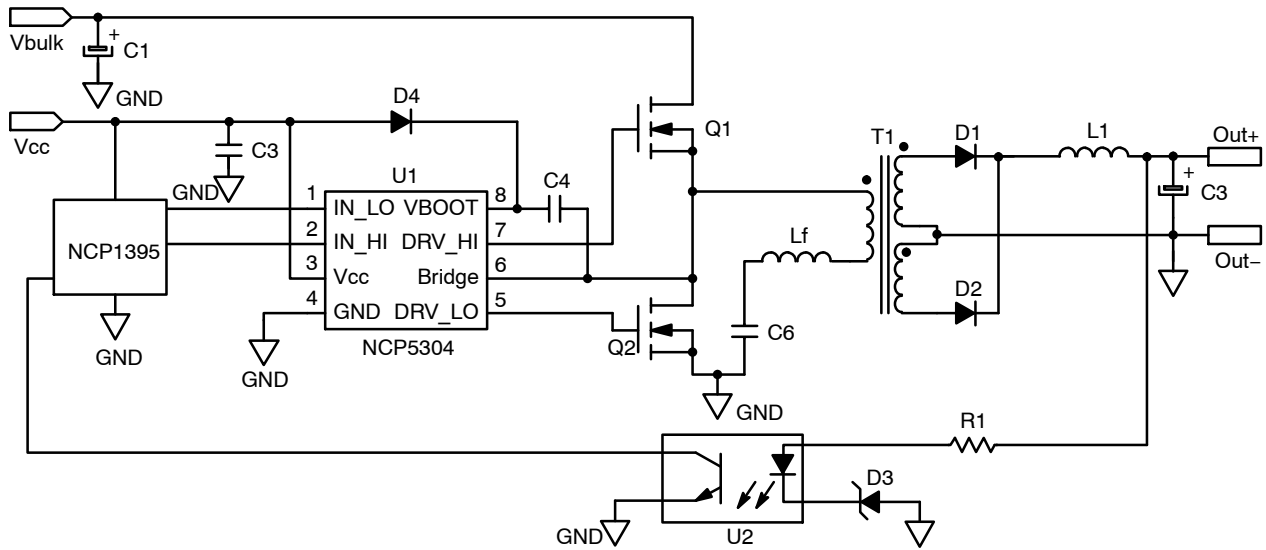 Vbulk
+
C1
GND
Vcc
D4
C3
GND
U1
C4
Q1
T1
D1
L1
Out+
+
C3
Out−
NCP1395
1
2
3
4
IN_LO VBOOT
IN_HI DRV_HI
Vcc Bridge
GND DRV_LO
8
7
6
5
NCP5304
GND
GND
Lf
D2
Q2
C6
GND
R1
D3
GND
U2